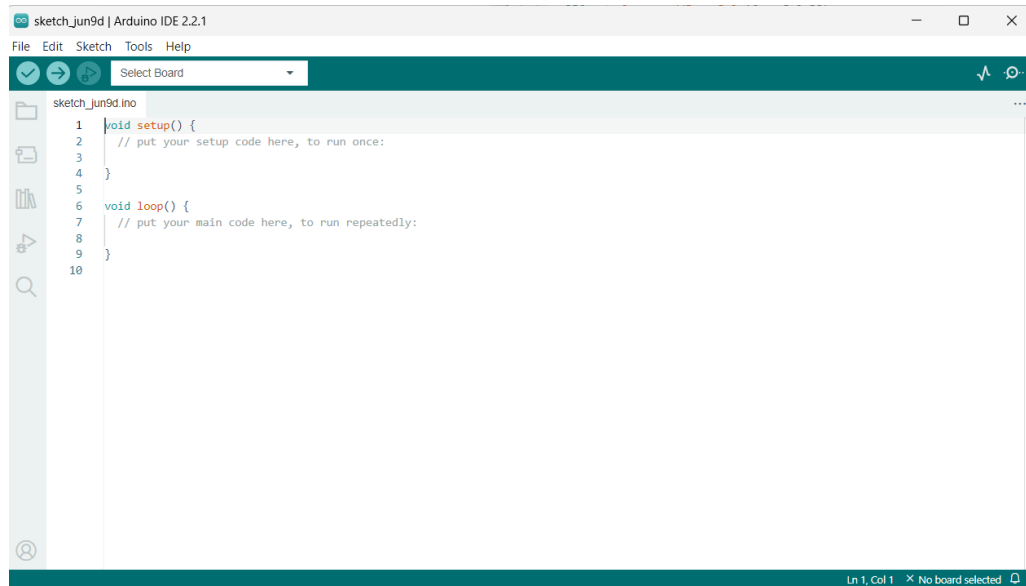 sketch_jun9d | Arduino IDE 2.2.1
File Edit Sketch Tools Help
Select Board
sketch_jun9d.ino
1 void setup() {
2 // put your setup code here, to run once:
3
4 }
5
6 void loop() {
7 // put your main code here, to run repeatedly:
8
9 }
10
Ln 1, Col 1 × No board selected